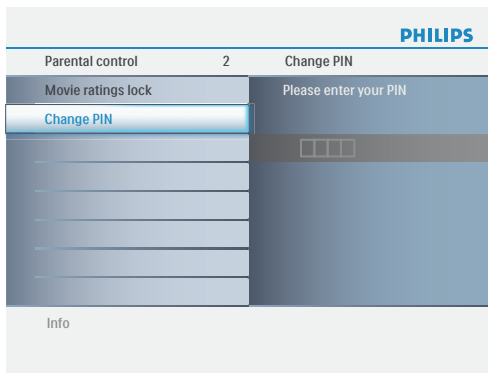 PHILIPS
Parental control 2 Change PIN
Movie ratings lock Please enter your PIN
Change PIN
Info